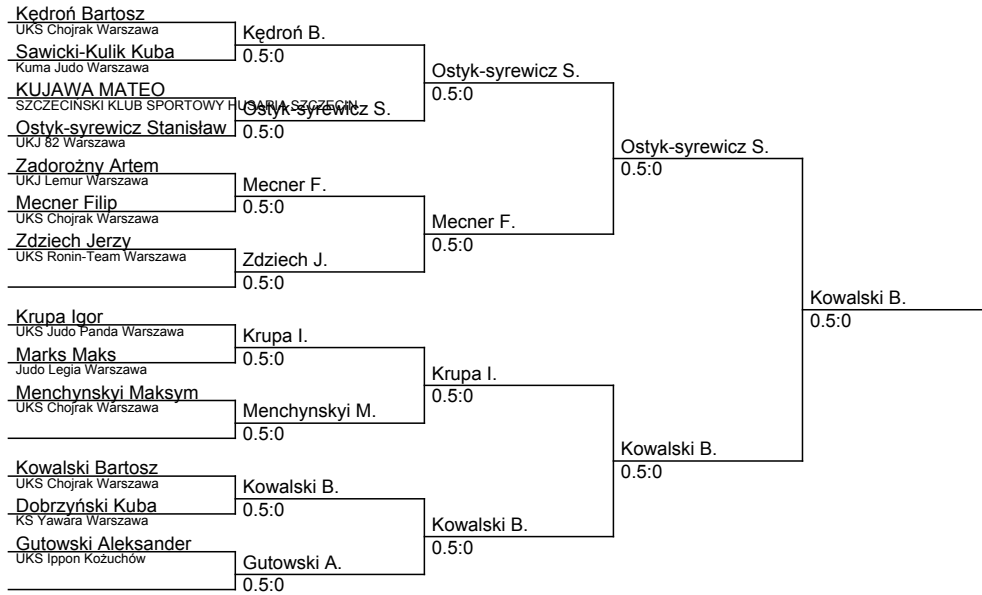 Kędroń Bartosz
UKS Chojrak Warszawa
Kędroń B.
0.5:0
Sawicki-Kulik Kuba
Kuma Judo Warszawa
Ostyk-syrewicz S.
0.5:0
KUJAWA MATEO
SZCZECIŃSKI KLUB SPORTOWY HUSARIA SZCZECIN
Ostyk-syrewicz S.
0.5:0
Ostyk-syrewicz Stanisław
UKJ 82 Warszawa
Ostyk-syrewicz S.
0.5:0
Zadorożny Artem
UKJ Lemur Warszawa
Mecner F.
0.5:0
Mecner Filip
UKS Chojrak Warszawa
Mecner F.
0.5:0
Zdziech Jerzy
UKS Ronin-Team Warszawa
Zdziech J.
0.5:0
Kowalski B.
0.5:0
Krupa Igor
UKS Judo Panda Warszawa
Krupa I.
0.5:0
Marks Maks
Judo Legia Warszawa
Krupa I.
0.5:0
Menchynskyi Maksym
UKS Chojrak Warszawa
Menchynskyi M.
0.5:0
Kowalski B.
0.5:0
Kowalski Bartosz
UKS Chojrak Warszawa
Kowalski B.
0.5:0
Dobrzyński Kuba
KS Yawara Warszawa
Kowalski B.
0.5:0
Gutowski Aleksander
UKS Ippon Kożuchów
Gutowski A.
0.5:0